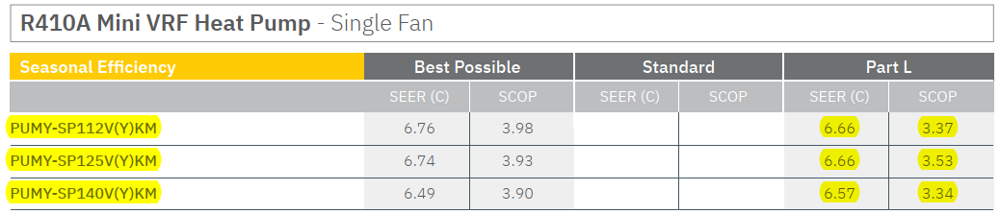 R410A Mini VRF Heat Pump - Single Fan
Seasonal Efficiency Best Possible Standard Part L
SEER (C) SCOP SEER (C) SCOP SEER (C) SCOP
PUMY-SP112V(Y)KM 6.76 3.98 6.66 3.37
PUMY-SP125V(Y)KM 6.74 3.93 6.66 3.53
PUMY-SP140V(Y)KM 6.49 3.90 6.57 3.34